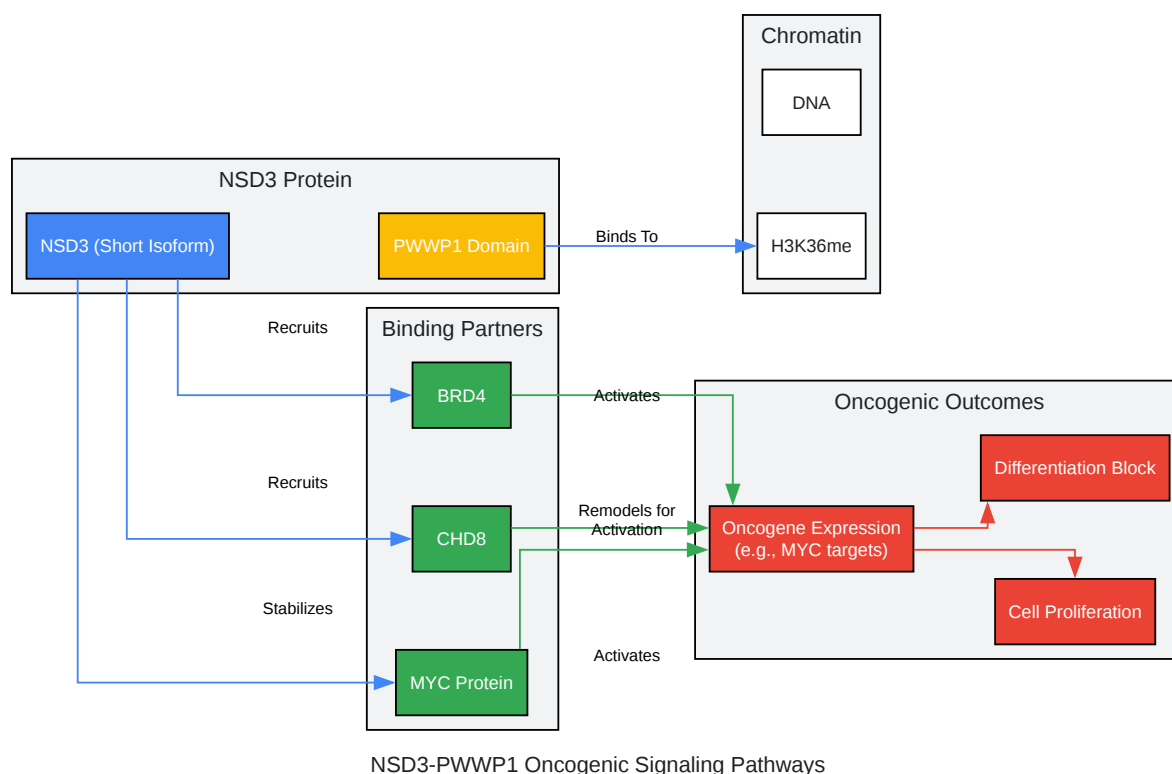 Chromatin
DNA
NSD3 Protein
NSD3 (Short Isoform)
PWWP1 Domain
Binds To
H3K36me
Recruits
Binding Partners
BRD4
Activates
Oncogenic Outcomes
Differentiation Block
Recruits
CHD8
Remodels for
Activation
Oncogene Expression
(e.g., MYC targets)
Cell Proliferation
Stabilizes
MYC Protein
Activates
NSD3-PWWP1 Oncogenic Signaling Pathways